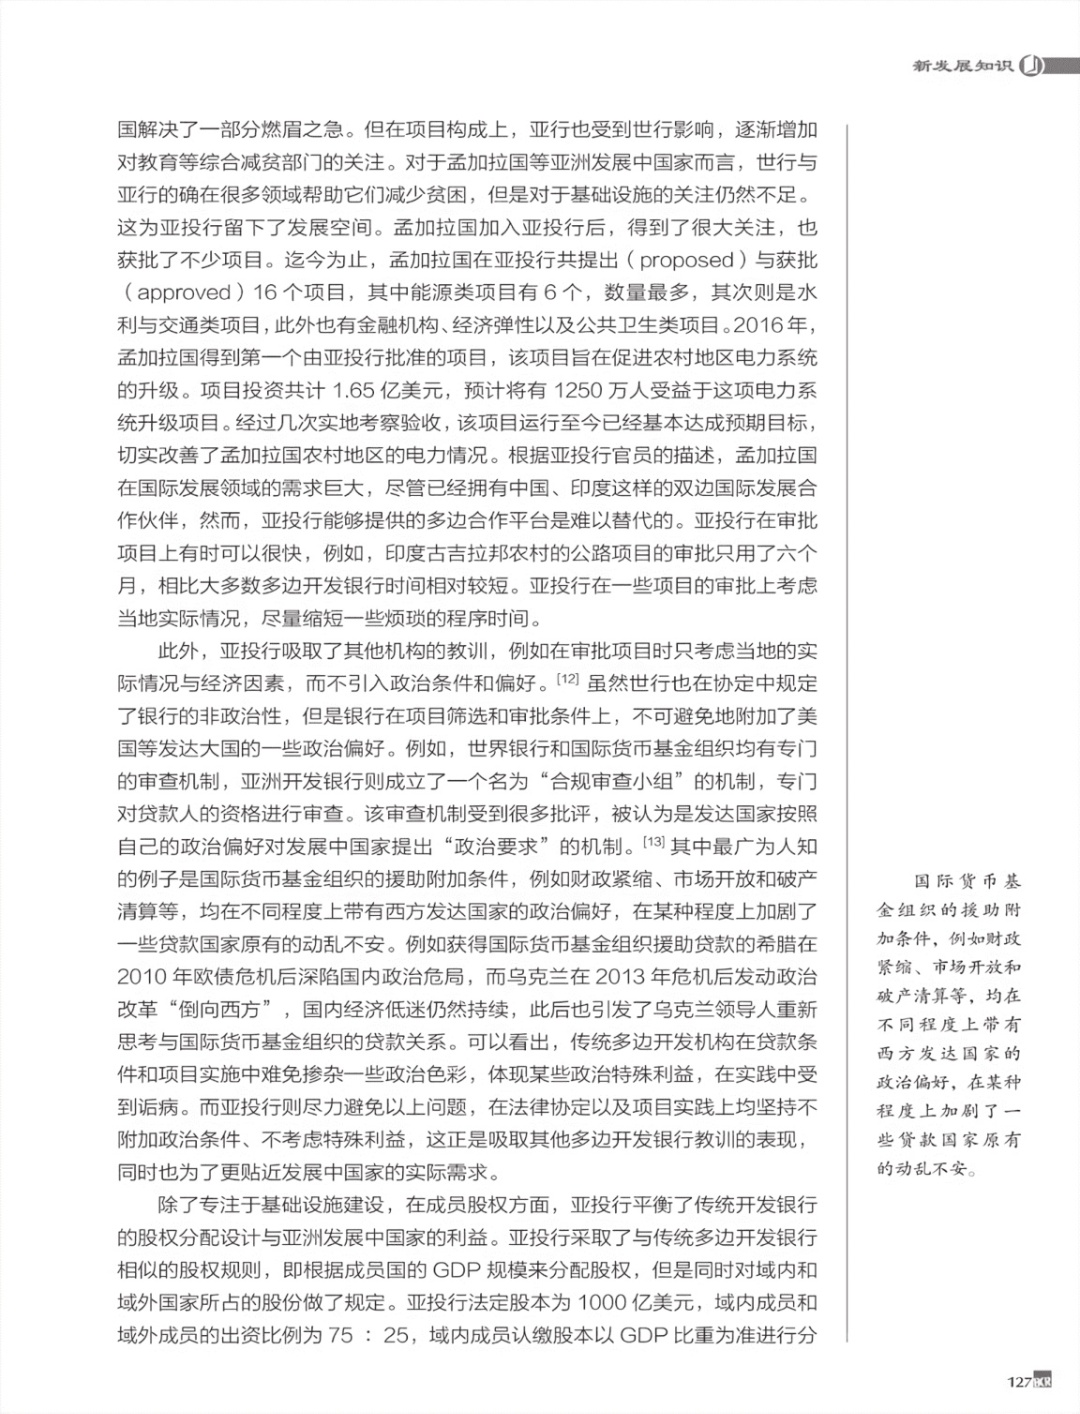 新发展知识
国解决了一部分燃眉之急。但在项目构成上，亚行也受到世行影响，逐渐增加
对教育等综合减贫部门的关注。对于孟加拉国等亚洲发展中国家而言，世行与
亚行的确在很多领域帮助它们减少贫困，但是对于基础设施的关注仍然不足。
这为亚投行留下了发展空间。孟加拉国加入亚投行后，得到了很大关注，也
获批了不少项目。迄今为止，孟加拉国在亚投行共提出（proposed）与获批
（approved）16 个项目，其中能源类项目有 6 个，数量最多，其次则是水
利与交通类项目，此外也有金融机构、经济弹性以及公共卫生类项目。2016 年，
孟加拉国得到第一个由亚投行批准的项目，该项目旨在促进农村地区电力系统
的升级。项目投资共计 1.65 亿美元，预计将有 1250 万人受益于这项电力系
统升级项目。经过几次实地考察验收，该项目运行至今已经基本达成预期目标，
切实改善了孟加拉国农村地区的电力情况。根据亚投行官员的描述，孟加拉国
在国际发展领域的需求巨大，尽管已经拥有中国、印度这样的双边国际发展合
作伙伴，然而，亚投行能够提供的多边合作平台是难以替代的。亚投行在审批
项目上有时可以很快，例如，印度古吉拉邦农村的公路项目的审批只用了六个
月，相比大多数多边开发银行时间相对较短。亚投行在一些项目的审批上考虑
当地实际情况，尽量缩短一些烦琐的程序时间。
此外，亚投行吸取了其他机构的教训，例如在审批项目时只考虑当地的实
际情况与经济因素，而不引入政治条件和偏好。[12] 虽然世行也在协定中规定
了银行的非政治性，但是银行在项目筛选和审批条件上，不可避免地附加了美
国等发达大国的一些政治偏好。例如，世界银行和国际货币基金组织均有专门
的审查机制，亚洲开发银行则成立了一个名为“合规审查小组”的机制，专门
对贷款人的资格进行审查。该审查机制受到很多批评，被认为是发达国家按照
自己的政治偏好对发展中国家提出“政治要求”的机制。[13] 其中最广为人知
的例子是国际货币基金组织的援助附加条件，例如财政紧缩、市场开放和破产
清算等，均在不同程度上带有西方发达国家的政治偏好，在某种程度上加剧了
一些贷款国家原有的动乱不安。例如获得国际货币基金组织援助贷款的希腊在
2010 年欧债危机后深陷国内政治危局，而乌克兰在 2013 年危机后发动政治
改革“倒向西方”，国内经济低迷仍然持续，此后也引发了乌克兰领导人重新
思考与国际货币基金组织的贷款关系。可以看出，传统多边开发机构在贷款条
件和项目实施中难免掺杂一些政治色彩，体现某些政治特殊利益，在实践中受
到诟病。而亚投行则尽力避免以上问题，在法律协定以及项目实践上均坚持不
附加政治条件、不考虑特殊利益，这正是吸取其他多边开发银行教训的表现，
同时也为了更贴近发展中国家的实际需求。
除了专注于基础设施建设，在成员股权方面，亚投行平衡了传统开发银行
的股权分配设计与亚洲发展中国家的利益。亚投行采取了与传统多边开发银行
相似的股权规则，即根据成员国的 GDP 规模来分配股权，但是同时对域内和
域外国家所占的股份做了规定。亚投行法定股本为 1000 亿美元，域内成员和
域外成员的出资比例为 75 ：25，域内成员认缴股本以 GDP 比重为准进行分
国际货币基
金组织的援助附
加条件，例如财政
紧缩、市场开放和
破产清算等，均在
不同程度上带有
西方发达国家的
政治偏好，在某种
程度上加剧了一
些贷款国家原有
的动乱不安。
127